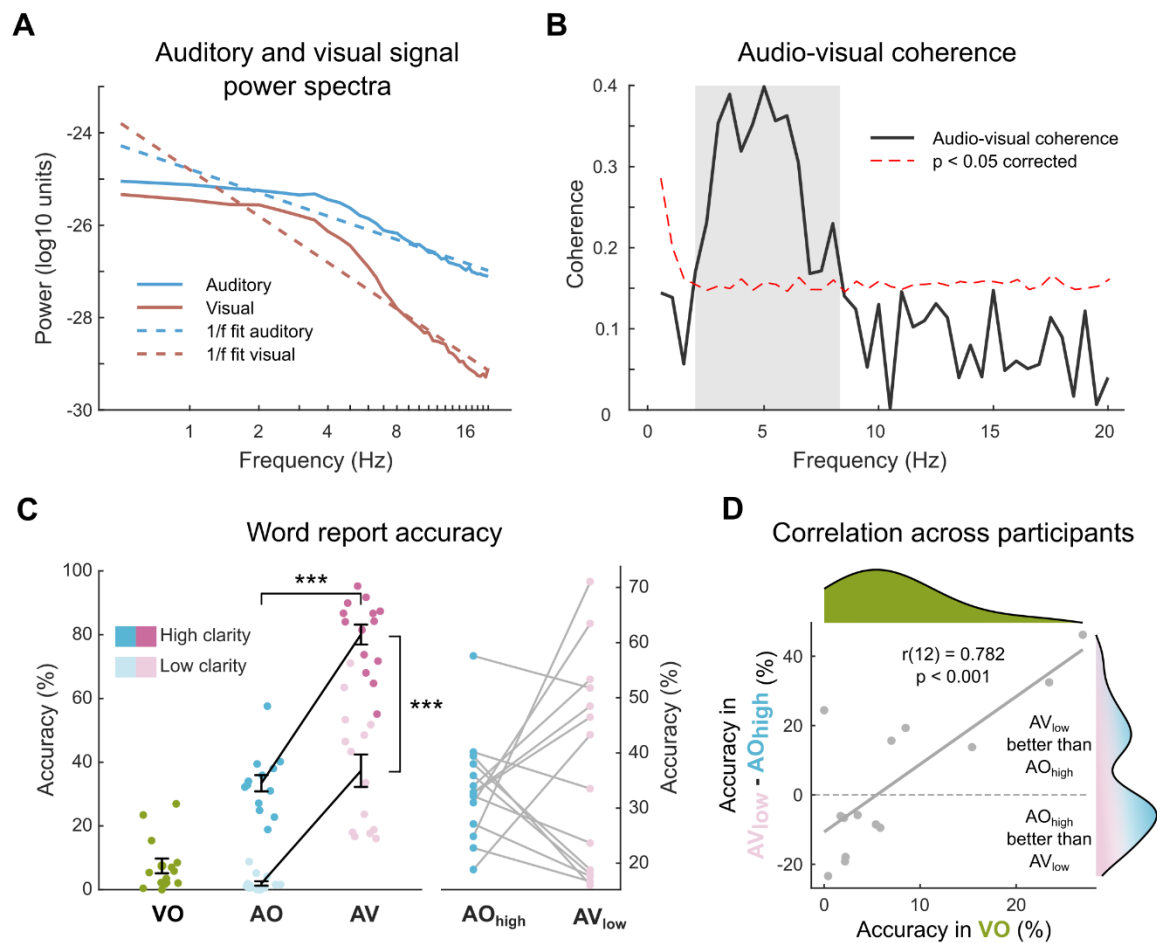 A
Auditory and visual signal
power spectra
Power (log10 units)
-24
-26
-28
-30
Auditory
Visual
1/f fit auditory
1/f fit visual
1
2
4
8
16
Frequency (Hz)
B
Audio-visual coherence
Coherence
0.4
0.3
0.2
0.1
0
Audio-visual coherence
p < 0.05 corrected
0
5
10
15
20
Frequency (Hz)
C
Word report accuracy
Accuracy (%)
100
80
60
40
20
0
High clarity
Low clarity
***
***
VO
AO
AV
70
60
50
40
30
20
Accuracy (%)
AOhigh
AVlow
D
Correlation across participants
Accuracy in
AVlow - AOhigh (%)
40
20
0
-20
r(12) = 0.782
p < 0.001
AVlow
better than
AOhigh
AOhigh
better than
AVlow
0
10
20
Accuracy in VO (%)